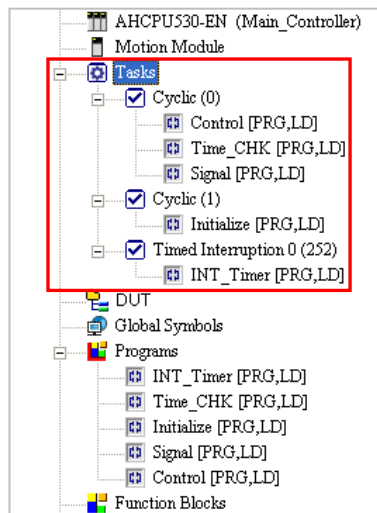 AHCPU530-EN (Main_Controller)
Motion Module
Tasks
Cyclic (0)
Control [PRG,LD]
Time_CHK [PRG,LD]
Signal [PRG,LD]
Cyclic (1)
Initialize [PRG,LD]
Timed Interruption 0 (252)
INT_Timer [PRG,LD]
DUT
Global Symbols
Programs
INT_Timer [PRG,LD]
Time_CHK [PRG,LD]
Initialize [PRG,LD]
Signal [PRG,LD]
Control [PRG,LD]
Function Blocks